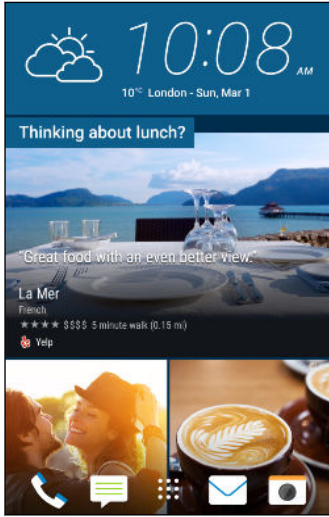 10:08 AM
10°C London - Sun, Mar 1
Thinking about lunch?
"Great food with an even better view."
La Mer
French
★★★★ $$$$ 5 minute walk (0.15 mi)
Yelp